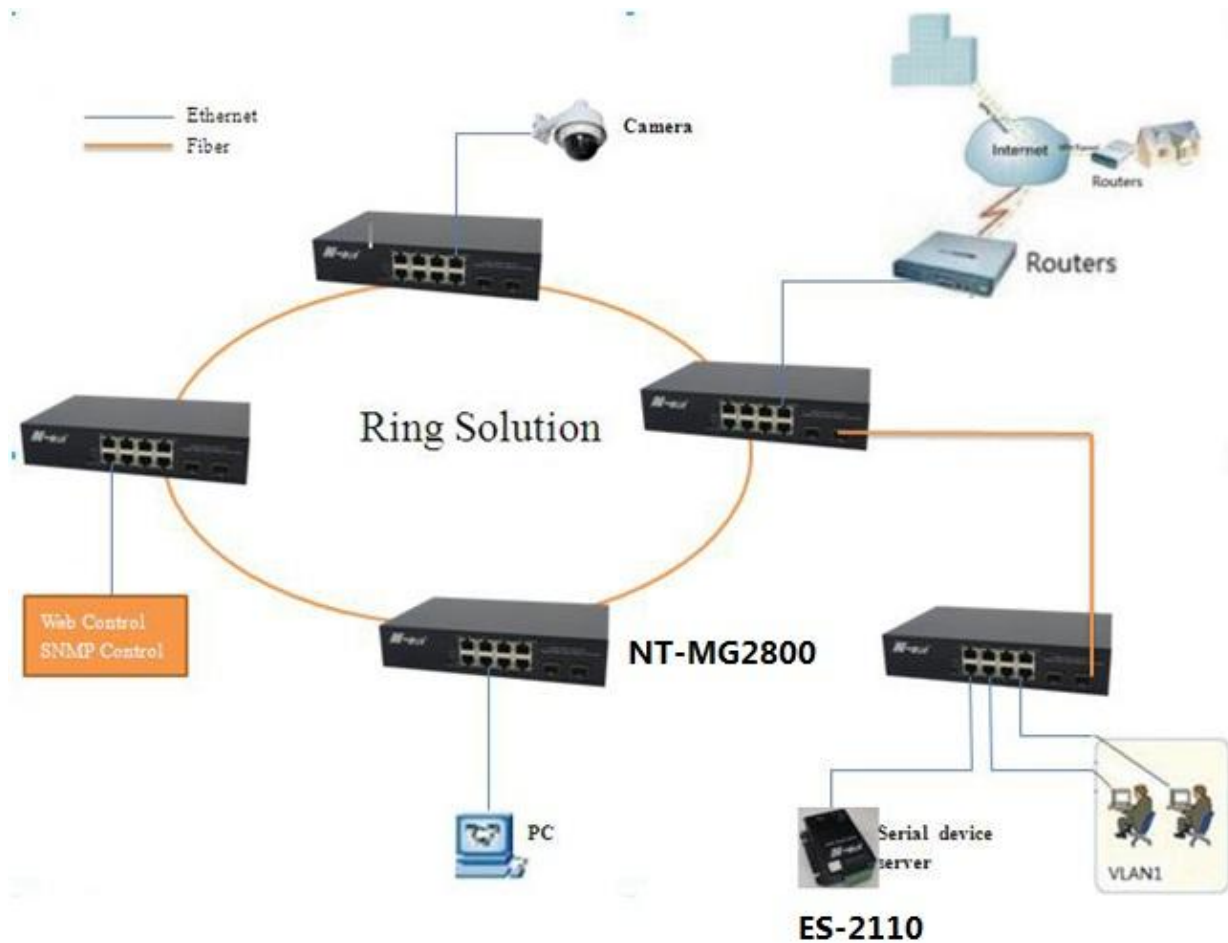 Ethernet
Fiber
Camera
Internet
Routers
Routers
Ring Solution
Web Control
SNMP Control
NT-MG2800
PC
Serial device
server
VLAN1
ES-2110